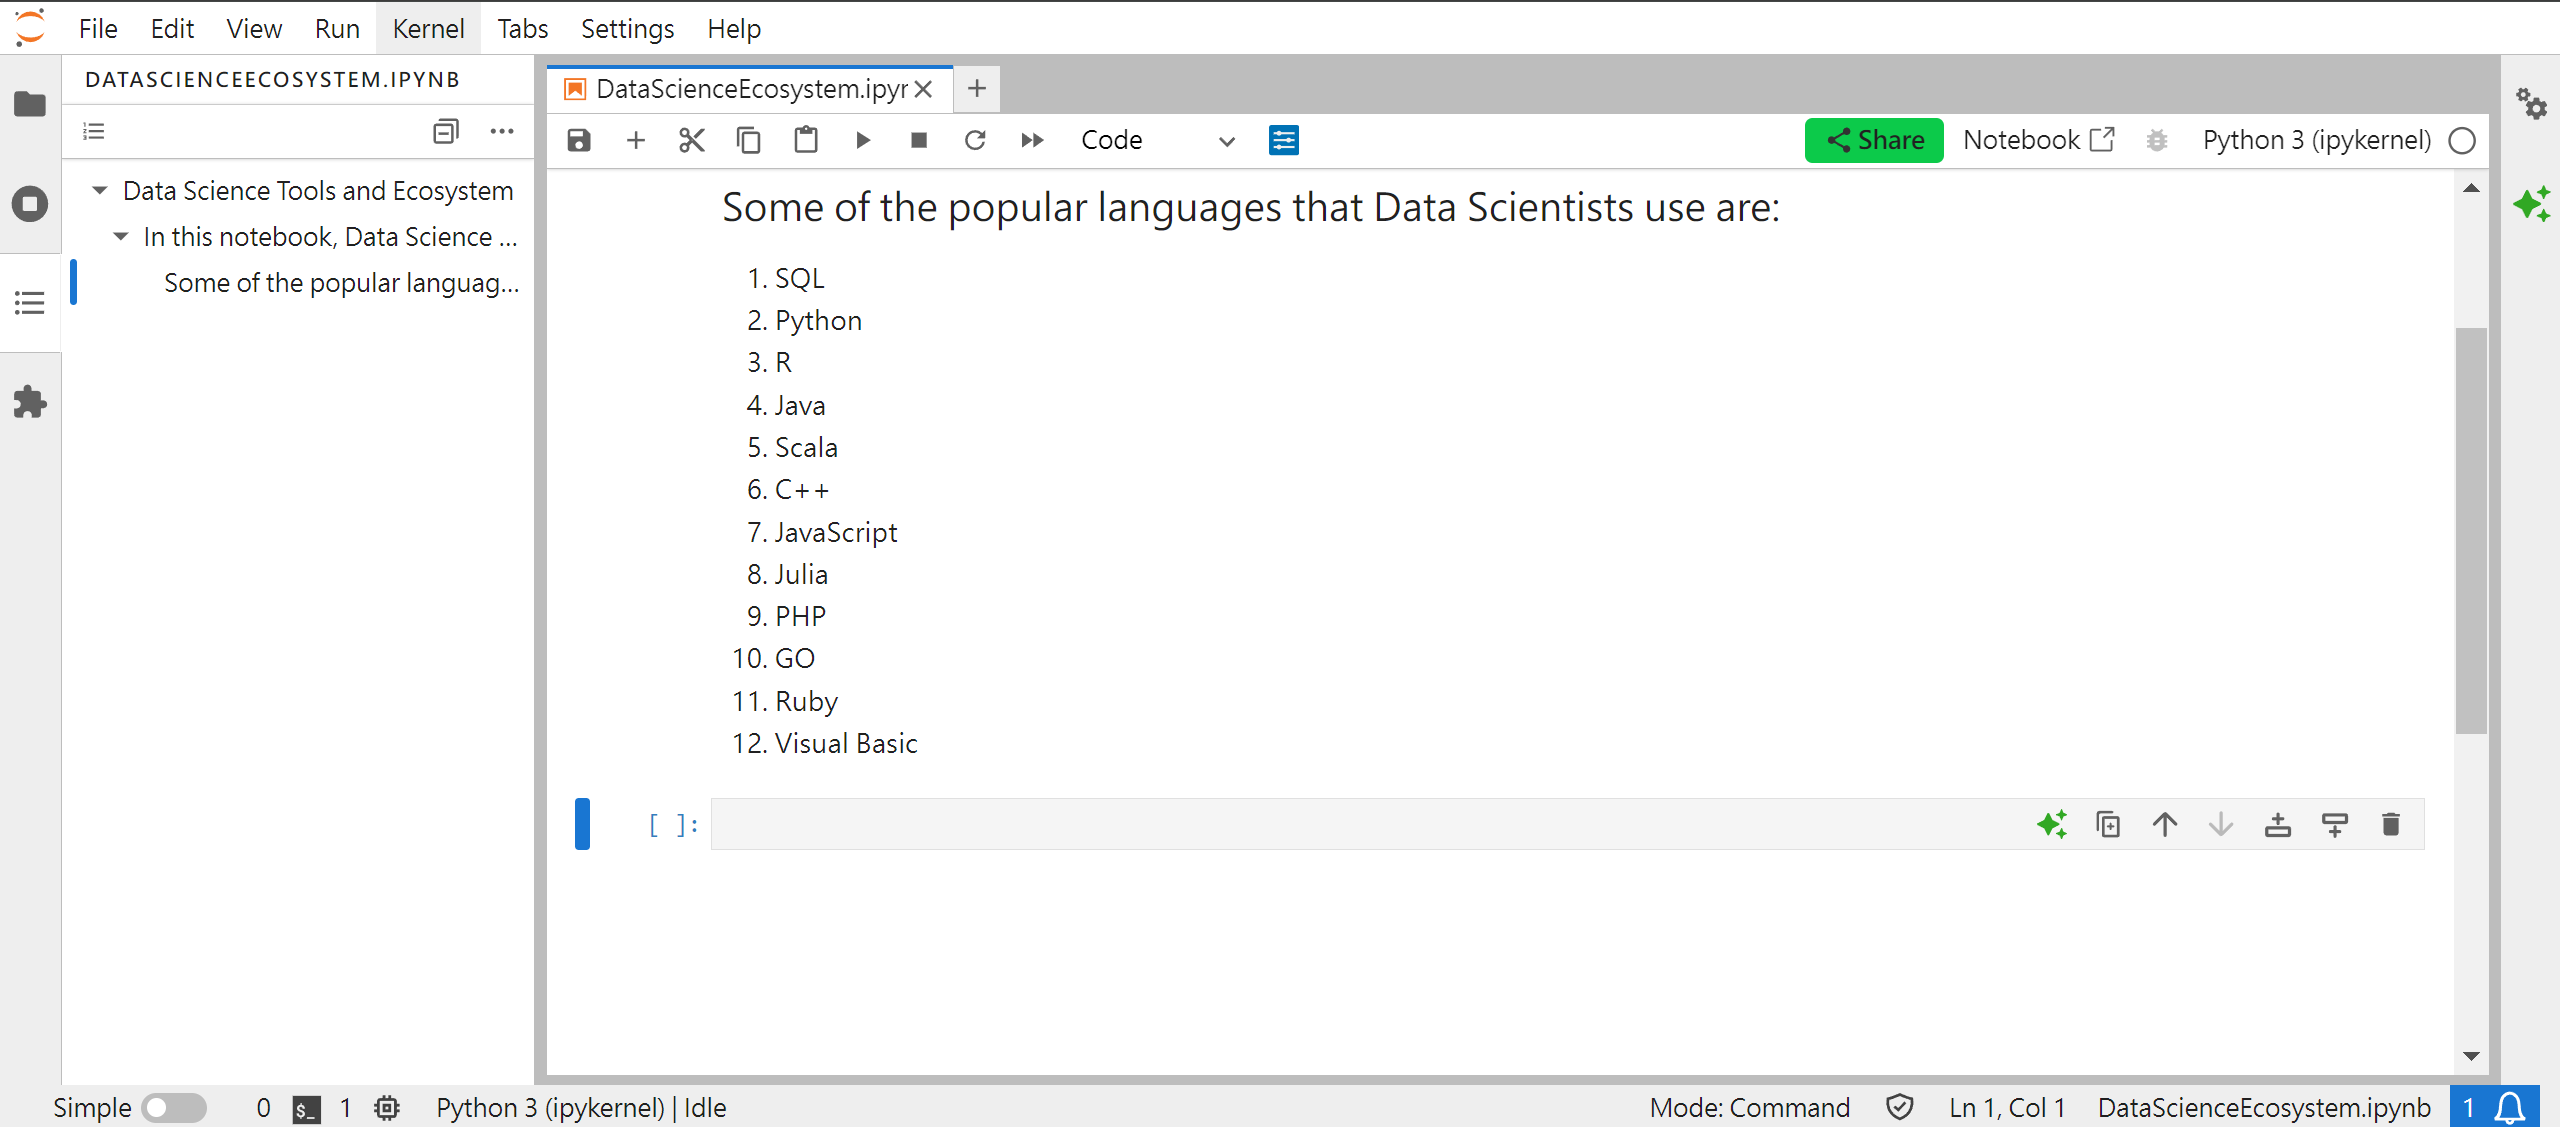 File Edit View Run Kernel Tabs Settings Help
DATASCIENCEECOSYSTEM.IPYNB
Data Science Tools and Ecosystem
In this notebook, Data Science ...
Some of the popular languag...
DataScienceEcosystem.ipyr
Code
Share
Notebook
Python 3 (ipykernel)
Some of the popular languages that Data Scientists use are:
1. SQL
2. Python
3. R
4. Java
5. Scala
6. C++
7. JavaScript
8. Julia
9. PHP
10. GO
11. Ruby
12. Visual Basic
[ ]:
Simple 0 $_ 1 Python 3 (ipykernel) | Idle Mode: Command Ln 1, Col 1 DataScienceEcosystem.ipynb 1